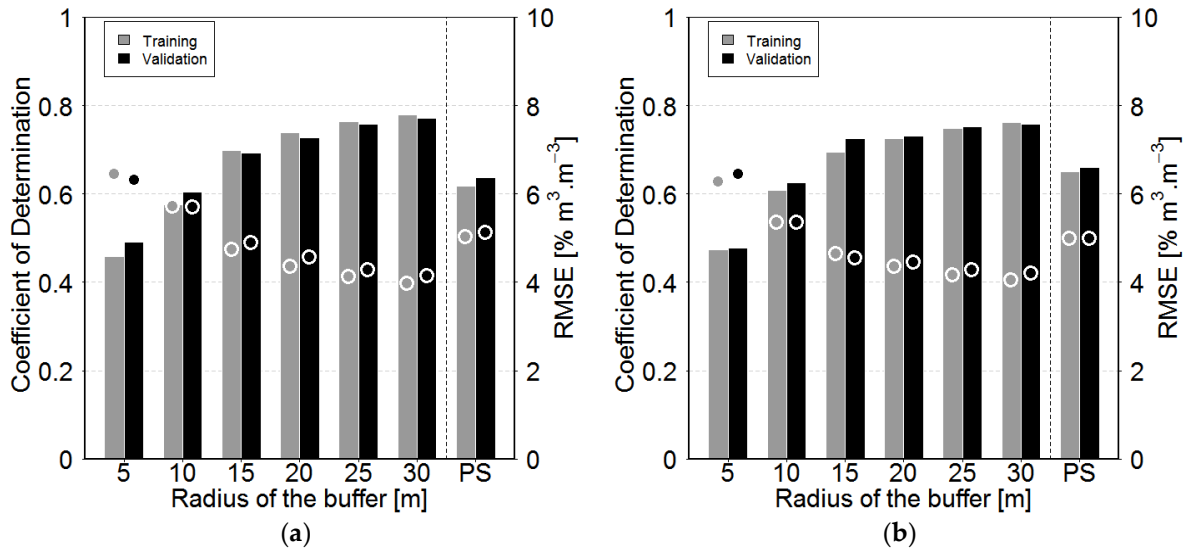 1
0.8
0.6
0.4
0.2
0
Coefficient of Determination
Training
Validation
10
8
6
4
2
0
RMSE [% m³.m⁻³)
5 10 15 20 25 30 PS
Radius of the buffer [m]
(a)
1
0.8
0.6
0.4
0.2
0
Coefficient of Determination
Training
Validation
10
8
6
4
2
0
RMSE [% m³.m⁻³)
5 10 15 20 25 30 PS
Radius of the buffer [m]
(b)